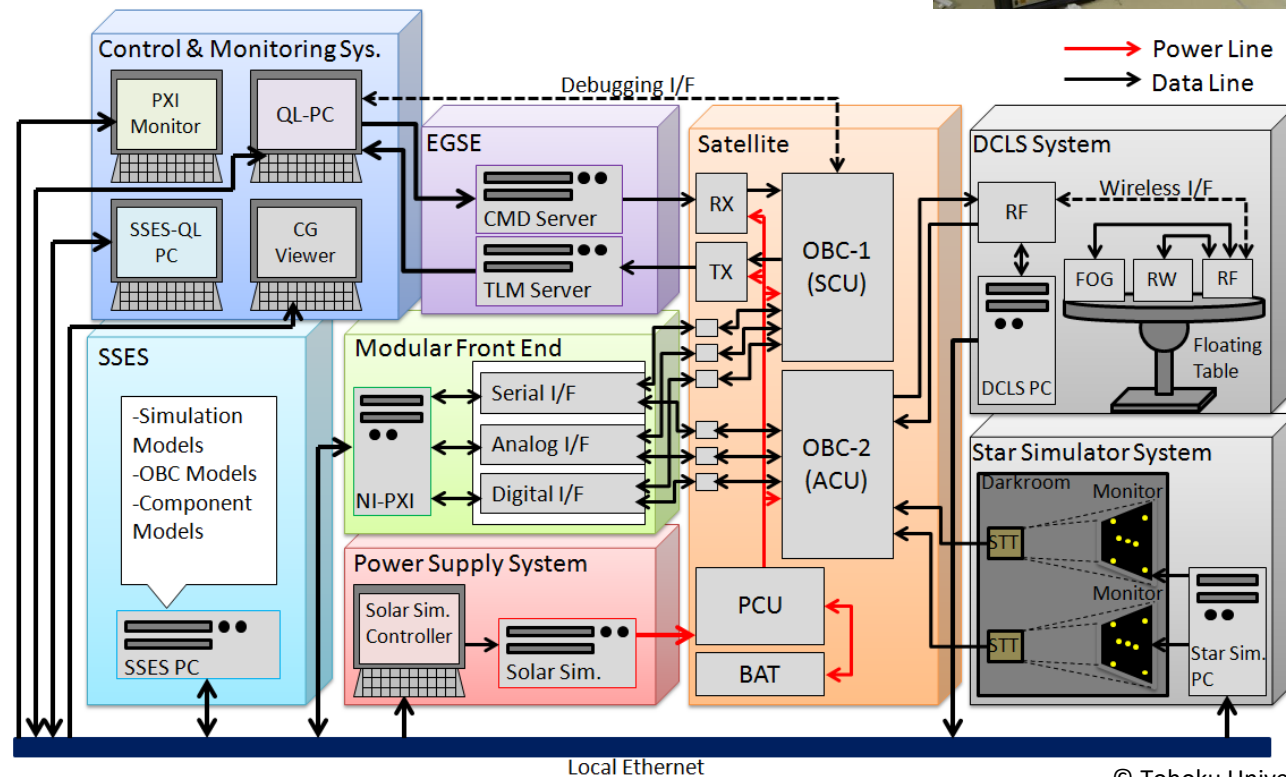 Power Line
Data Line
Control & Monitoring Sys.
PXI
Monitor
QL-PC
SSES-QL
PC
CG
Viewer
Debugging I/F
EGSE
CMD Server
TLM Server
Satellite
RX
TX
OBC-1
(SCU)
OBC-2
(ACU)
PCU
BAT
DCLS System
Wireless I/F
RF
FOG
RW
RF
DCLS PC
Floating
Table
SSES
-Simulation
Models
-OBC Models
-Component
Models
SSES PC
Modular Front End
Serial I/F
Analog I/F
Digital I/F
NI-PXI
Power Supply System
Solar Sim.
Controller
Solar Sim.
Star Simulator System
Darkroom
Monitor
STT
Monitor
STT
Star Sim.
PC
Local Ethernet
© Tohoku Unive